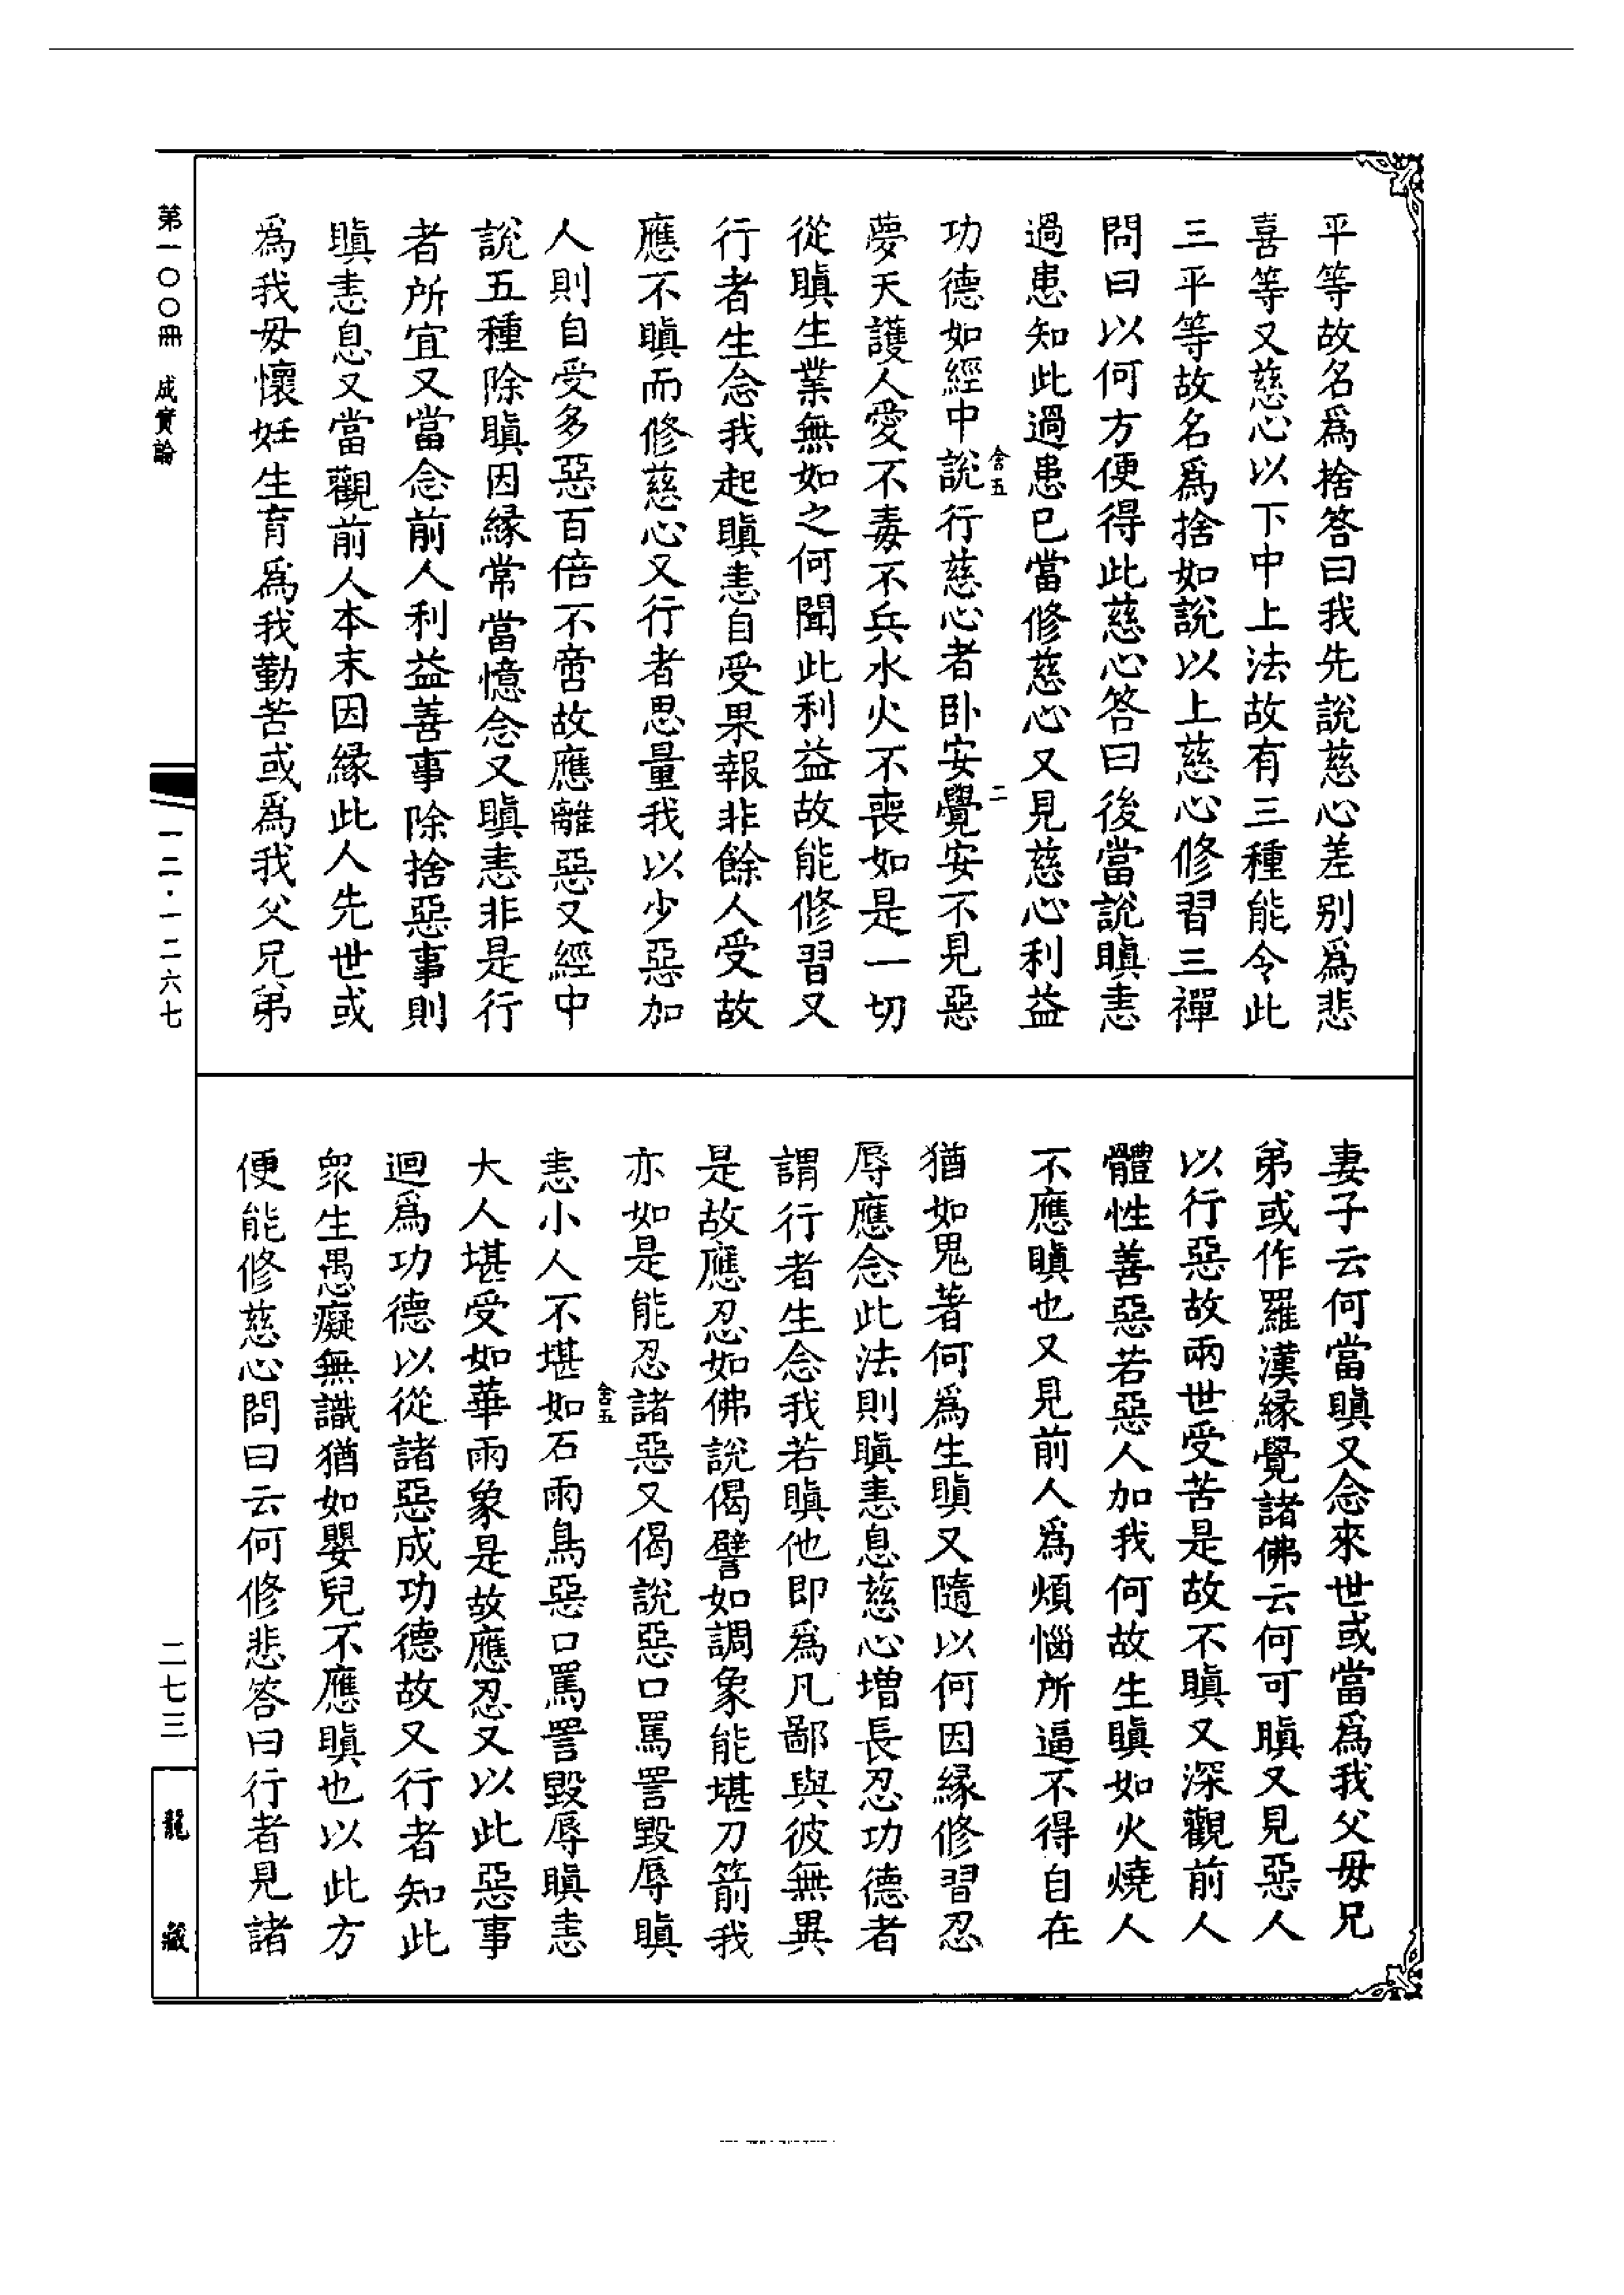 平等故名爲捨答曰我先說慈心差別爲悲
喜等又慈心以下中上法故有三種能令此
三平等故名爲捨如說以上慈心修習三禪
問曰以何方便得此慈心答曰後當說瞋恚
過患知此過患已當修慈心又見慈心利益
舍五 二
功德如經中說行慈心者卧安覺安不見惡
夢天護人愛不毒不兵水火不喪如是一切
從瞋生業無如之何聞此利益故能修習又
行者生念我起瞋恚自受果報非餘人受故
應不瞋而修慈心又行者思量我以少惡加
人則自受多惡百倍不啻故應離惡又經中
說五種除瞋因緣常當憶念又瞋恚非是行
者所宜又當念前人利益善事除捨惡事則
瞋恚息又當觀前人本末因緣此人先世或
爲我母懷妊生育爲我勤苦或爲我父兄弟
妻子云何當瞋又念來世或當爲我父母兄
弟或作羅漢緣覺諸佛云何可瞋又見惡人
以行惡故兩世受苦是故不瞋又深觀前人
體性善惡若惡人加我何故生瞋如火燒人
不應瞋也又見前人爲煩惱所逼不得自在
猶如鬼著何爲生瞋又隨以何因緣修習忍
辱應念此法則瞋恚息慈心增長忍功德者
謂行者生念我若瞋他即爲凡鄙與彼無異
是故應忍如佛說偈譬如調象能堪刀箭我
亦如是能忍諸惡又偈說惡口罵詈毀辱瞋
舍五
恚小人不堪如石雨鳥惡口罵詈毀辱瞋恚
大人堪受如華雨象是故應忍又以此惡事
迴爲功德以從諸惡成功德故又行者知此
衆生愚癡無識猶如嬰兒不應瞋也以此方
便能修慈心問曰云何修悲答曰行者見諸
第一〇〇冊 成實論
一二·一二六七
二七三
龍藏